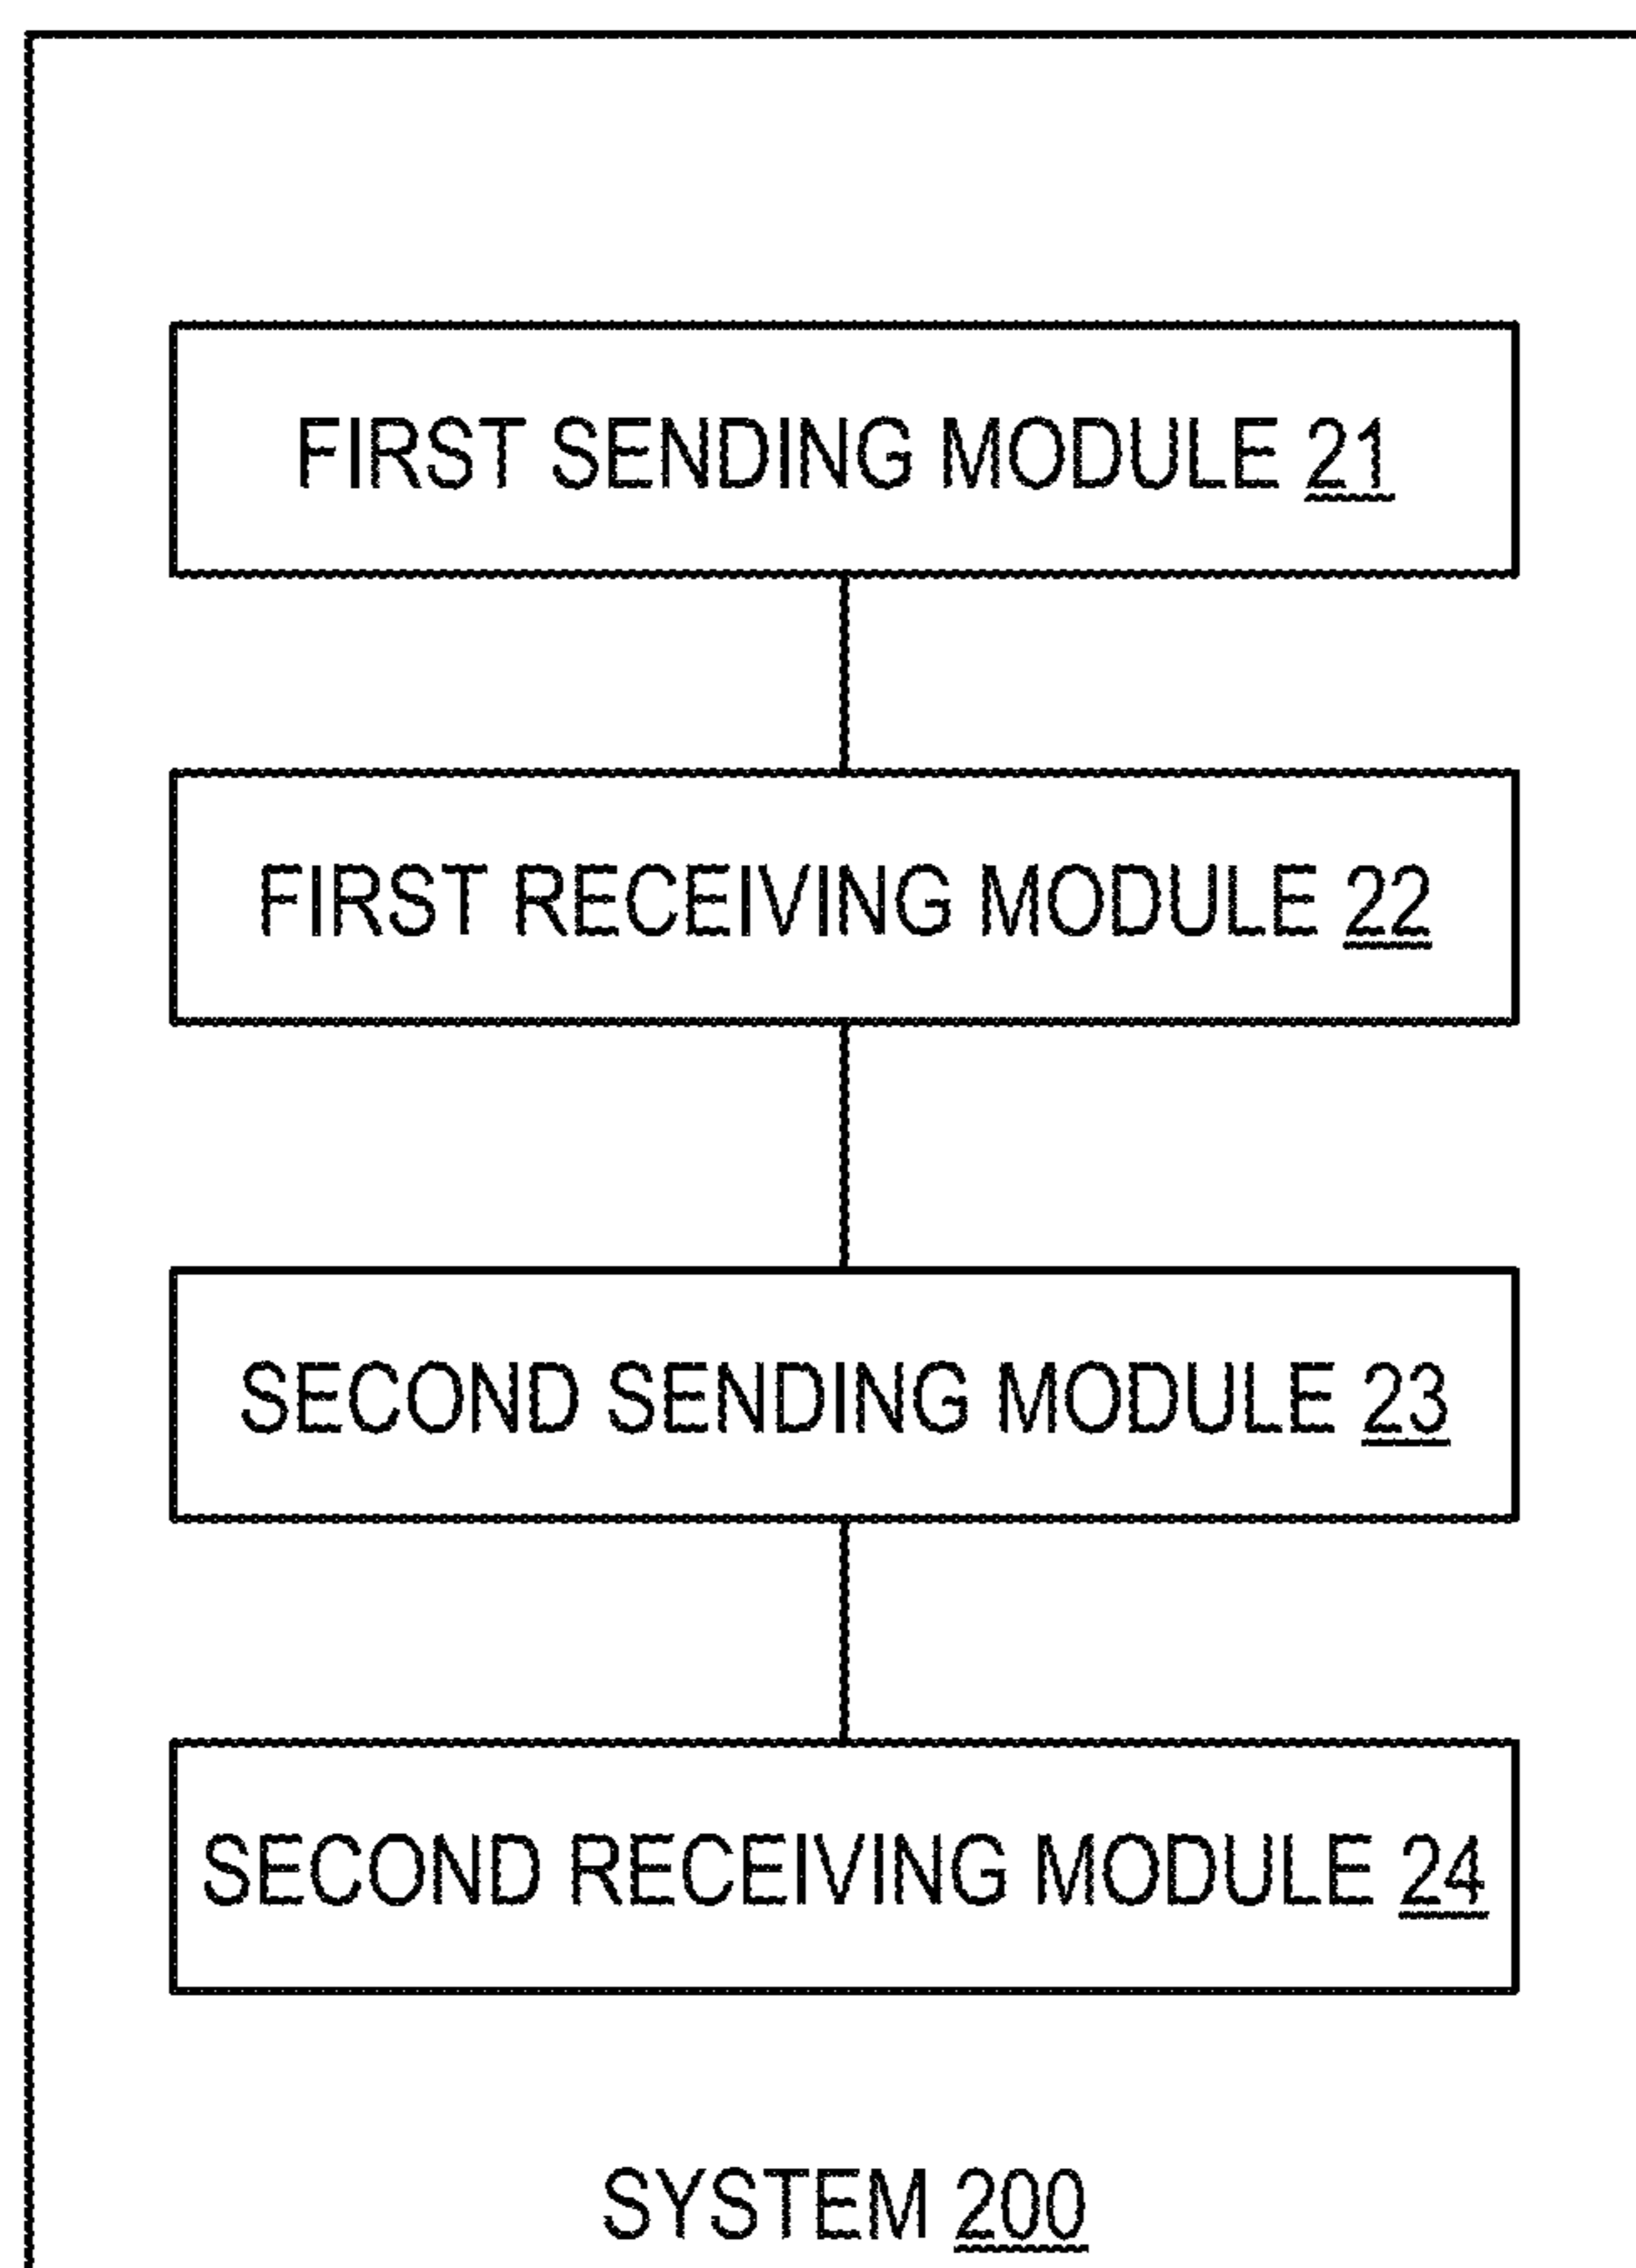 FIRST SENDING MODULE 21
FIRST RECEIVING MODULE 22
SECOND SENDING MODULE 23
SECOND RECEIVING MODULE 24
SYSTEM 200